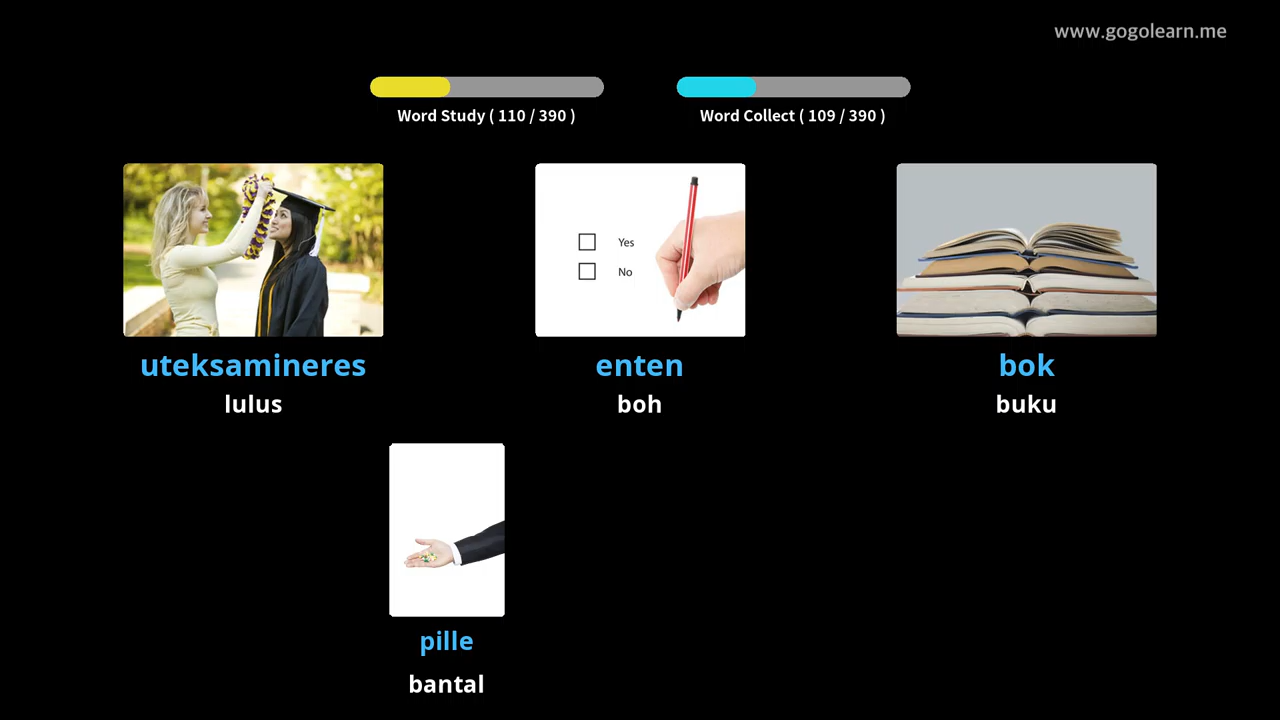 www.gogolearn.me
Word Study ( 110 / 390 )
Word Collect ( 109 / 390 )
Yes
No
uteksamineres
lulus
enten
boh
bok
buku
pille
bantal